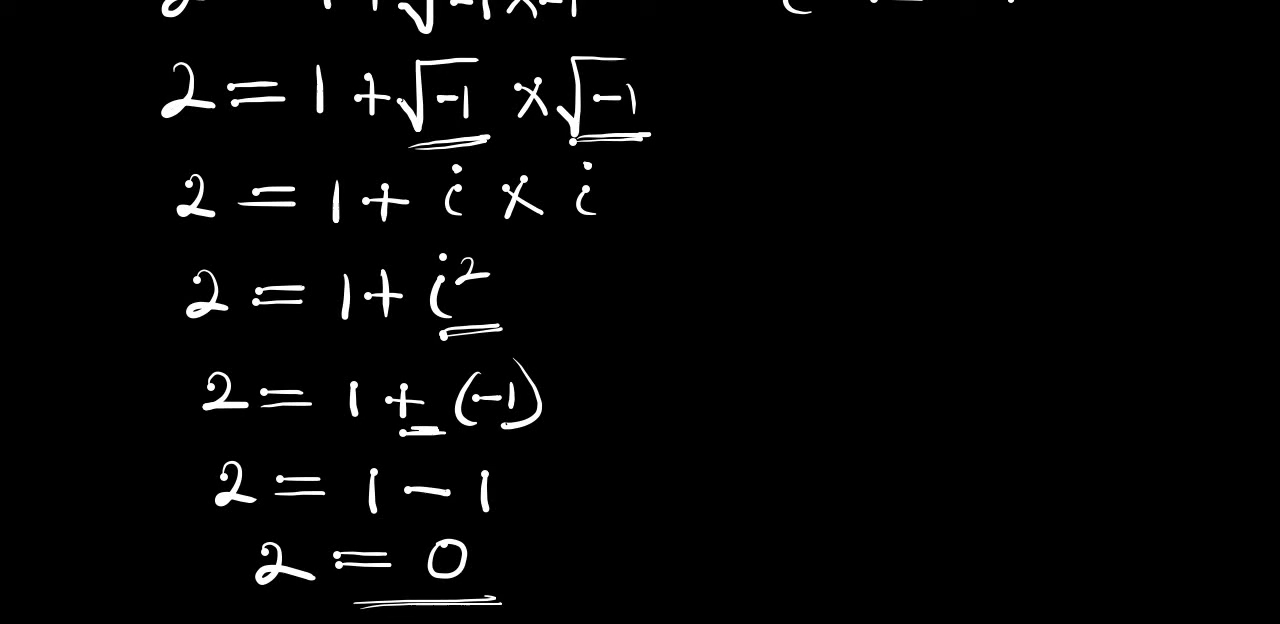 2 = 1 + √-1 × √-1
2 = 1 + i × i
2 = 1 + i²
2 = 1 + (-1)
2 = 1 - 1
2 = 0